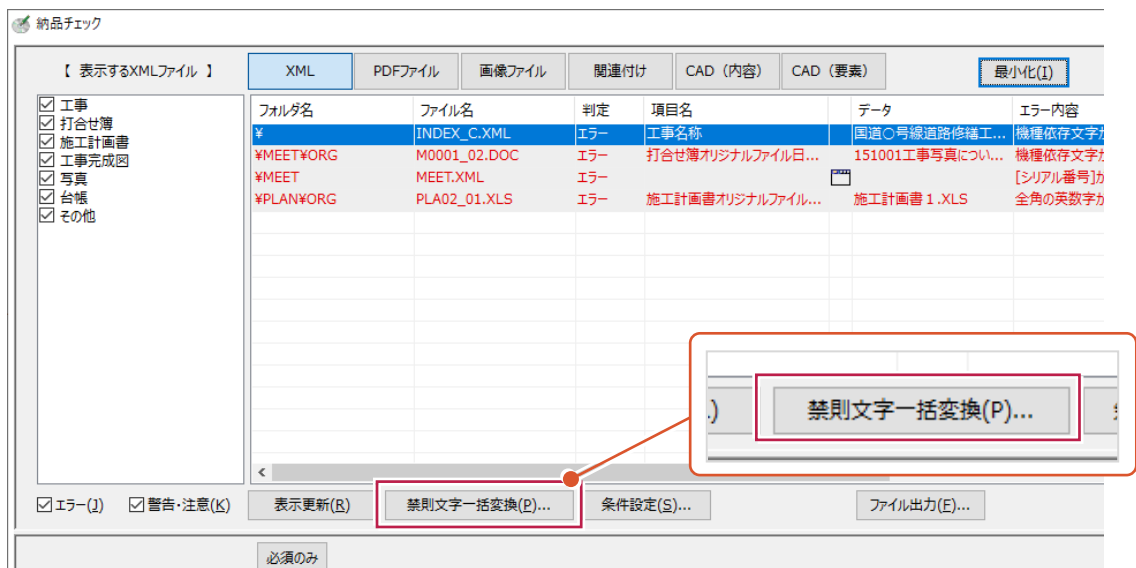 納品チェック
【 表示するXMLファイル 】
XML PDFファイル 画像ファイル 関連付け CAD（内容） CAD（要素） 最小化(I)
工事
打合せ簿
施工計画書
工事完成図
写真
台帳
その他
フォルダ名 ファイル名 判定 項目名 データ エラー内容
¥ INDEX_C.XML エラー 工事名称 国道○号線道路修繕工... 機種依存文字が
¥MEET¥ORG M0001_02.DOC エラー 打合せ簿オリジナルファイル日... 151001工事写真につい... 機種依存文字が
¥MEET MEET.XML エラー [シリアル番号]が
¥PLAN¥ORG PLA02_01.XLS エラー 施工計画書オリジナルファイル... 施工計画書１.XLS 全角の英数字が
.) 禁則文字一括変換(P)...
エラー(J) 警告・注意(K) 表示更新(R) 禁則文字一括変換(P)... 条件設定(S)... ファイル出力(F)...
必須のみ